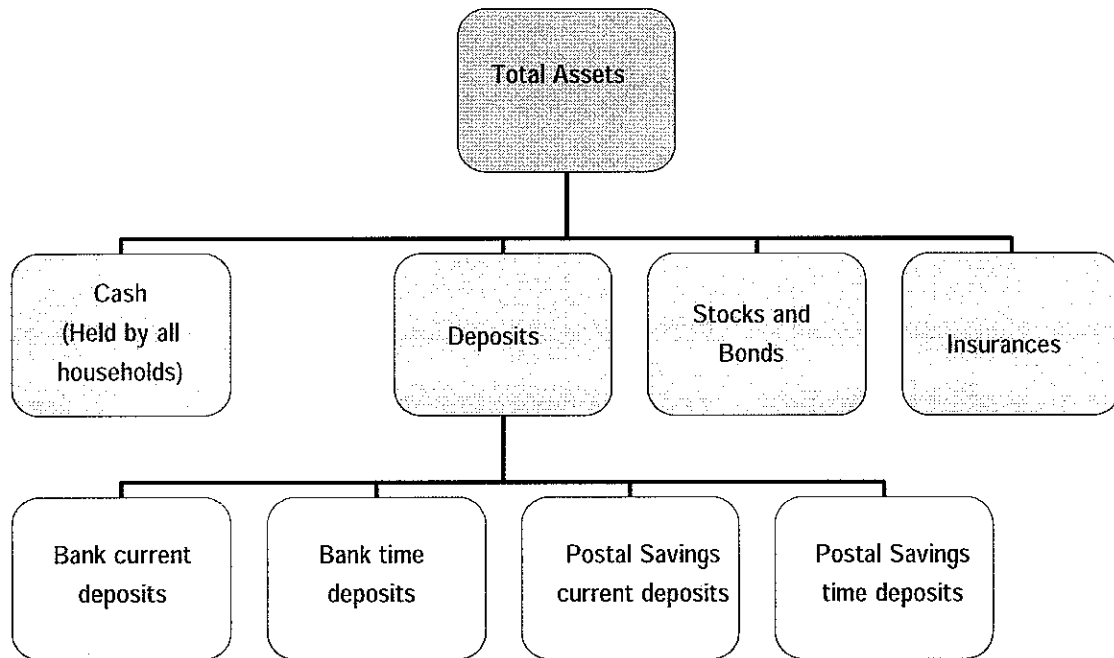 Total Assets
Cash
(Held by all
households)
Deposits
Stocks and
Bonds
Insurances
Bank current
deposits
Bank time
deposits
Postal Savings
current deposits
Postal Savings
time deposits